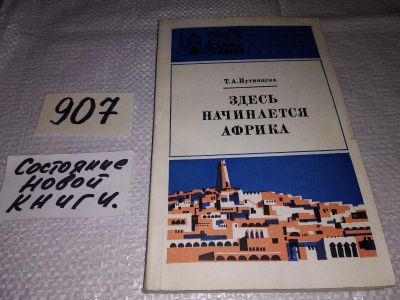 907
Состояние
новой
книги.
Т. А. Путинцева
ЗДЕСЬ
НАЧИНАЕТСЯ
АФРИКА